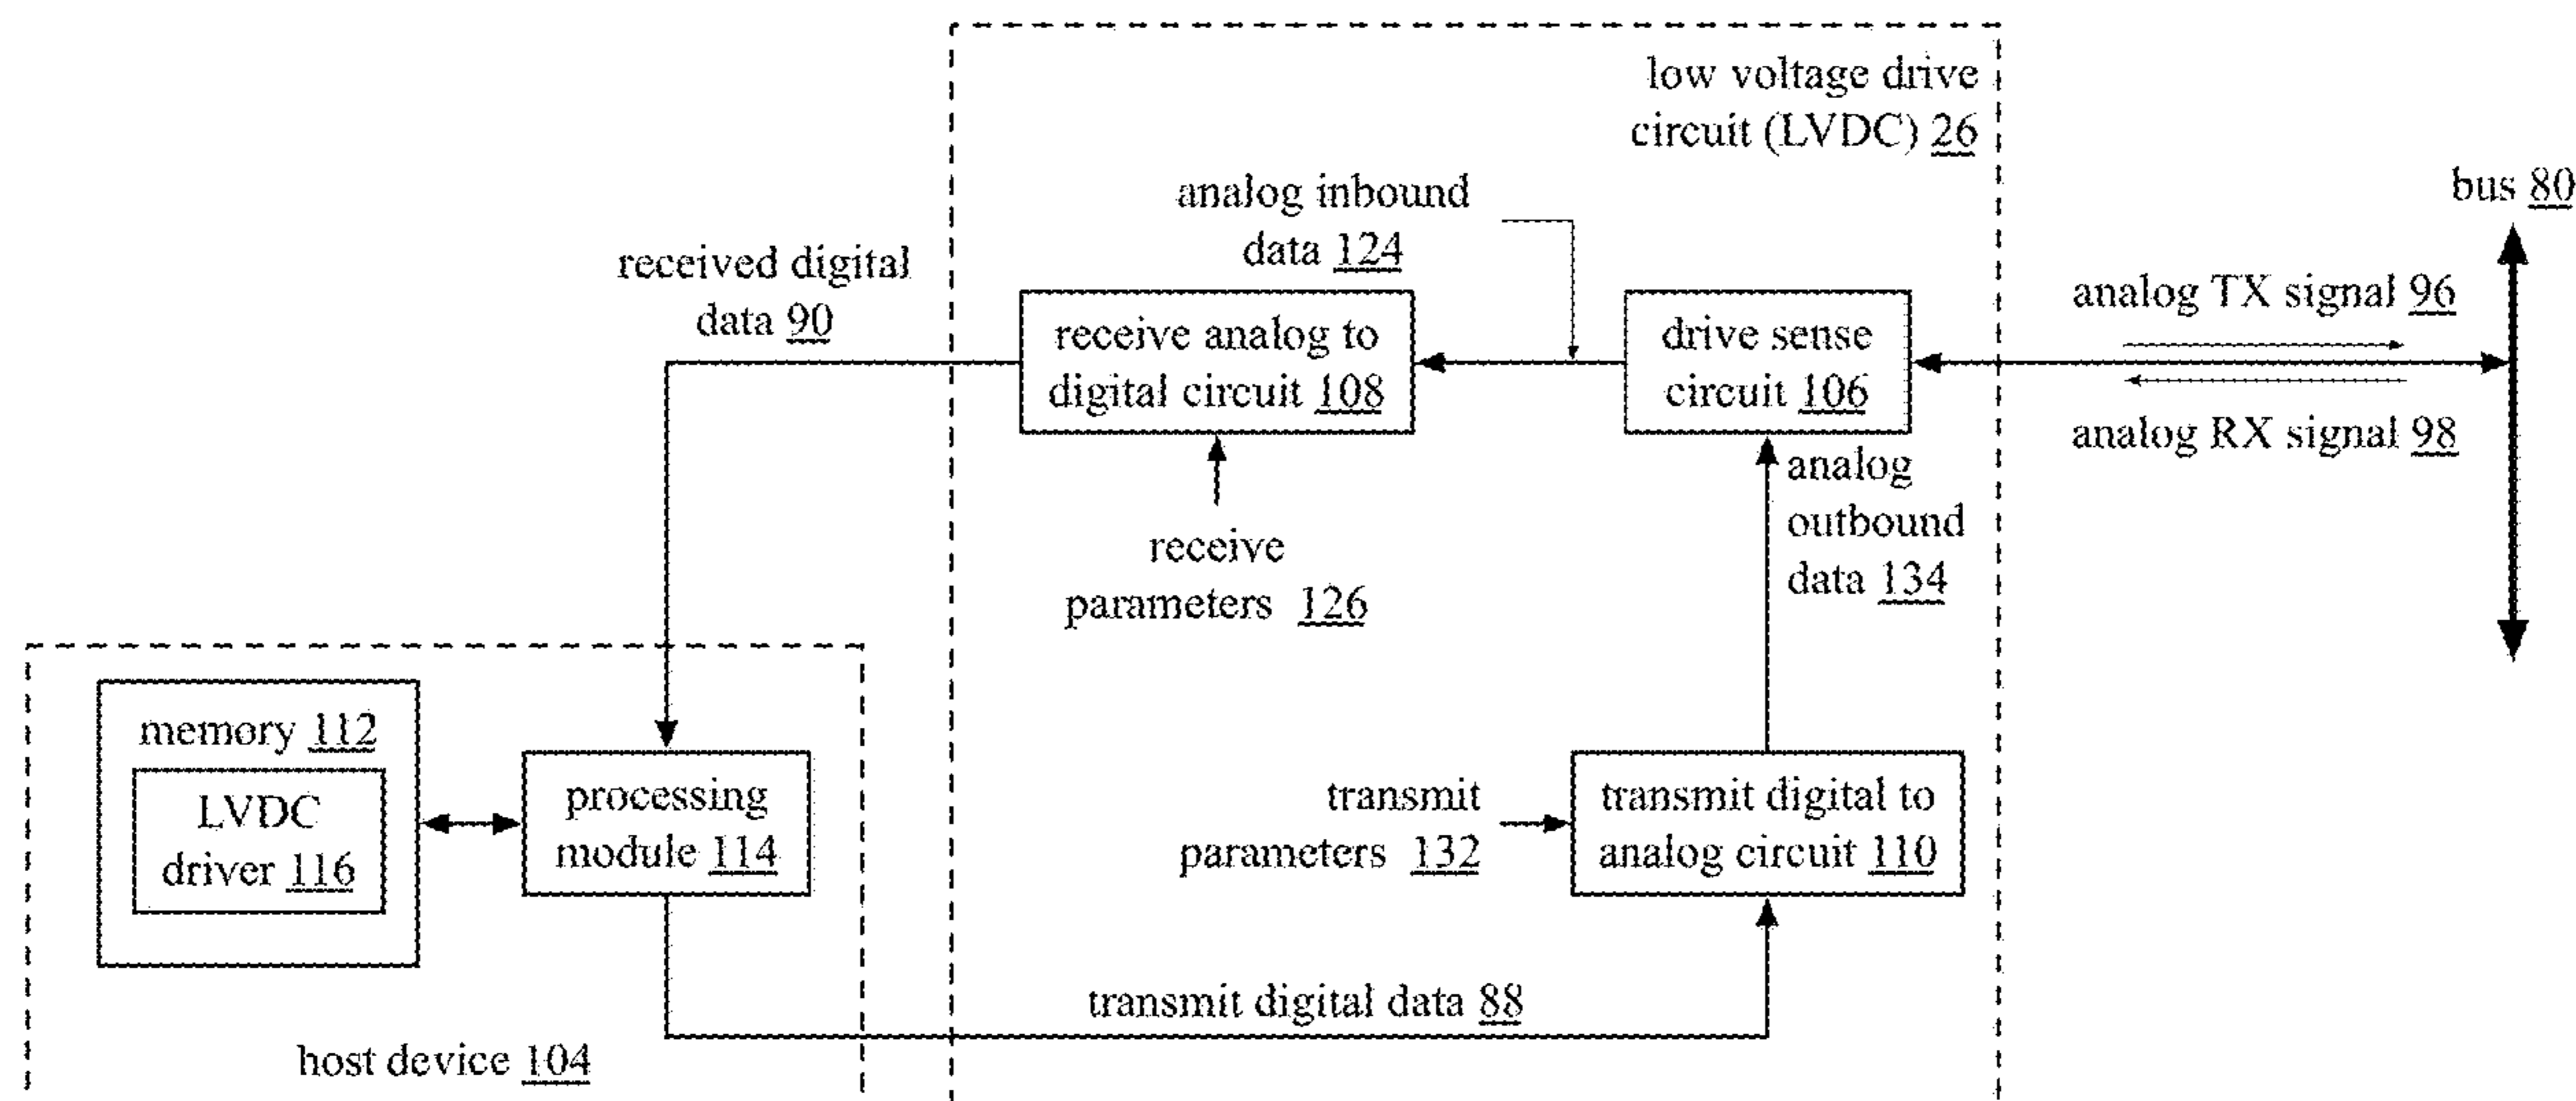 low voltage drive
circuit (LVDC) 26
bus 80
analog inbound
data 124
received digital
data 90
analog TX signal 96
receive analog to
digital circuit 108
drive sense
circuit 106
analog RX signal 98
analog
outbound
data 134
receive
parameters 126
memory 112
LVDC
driver 116
processing
module 114
transmit
parameters 132
transmit digital to
analog circuit 110
transmit digital data 88
host device 104